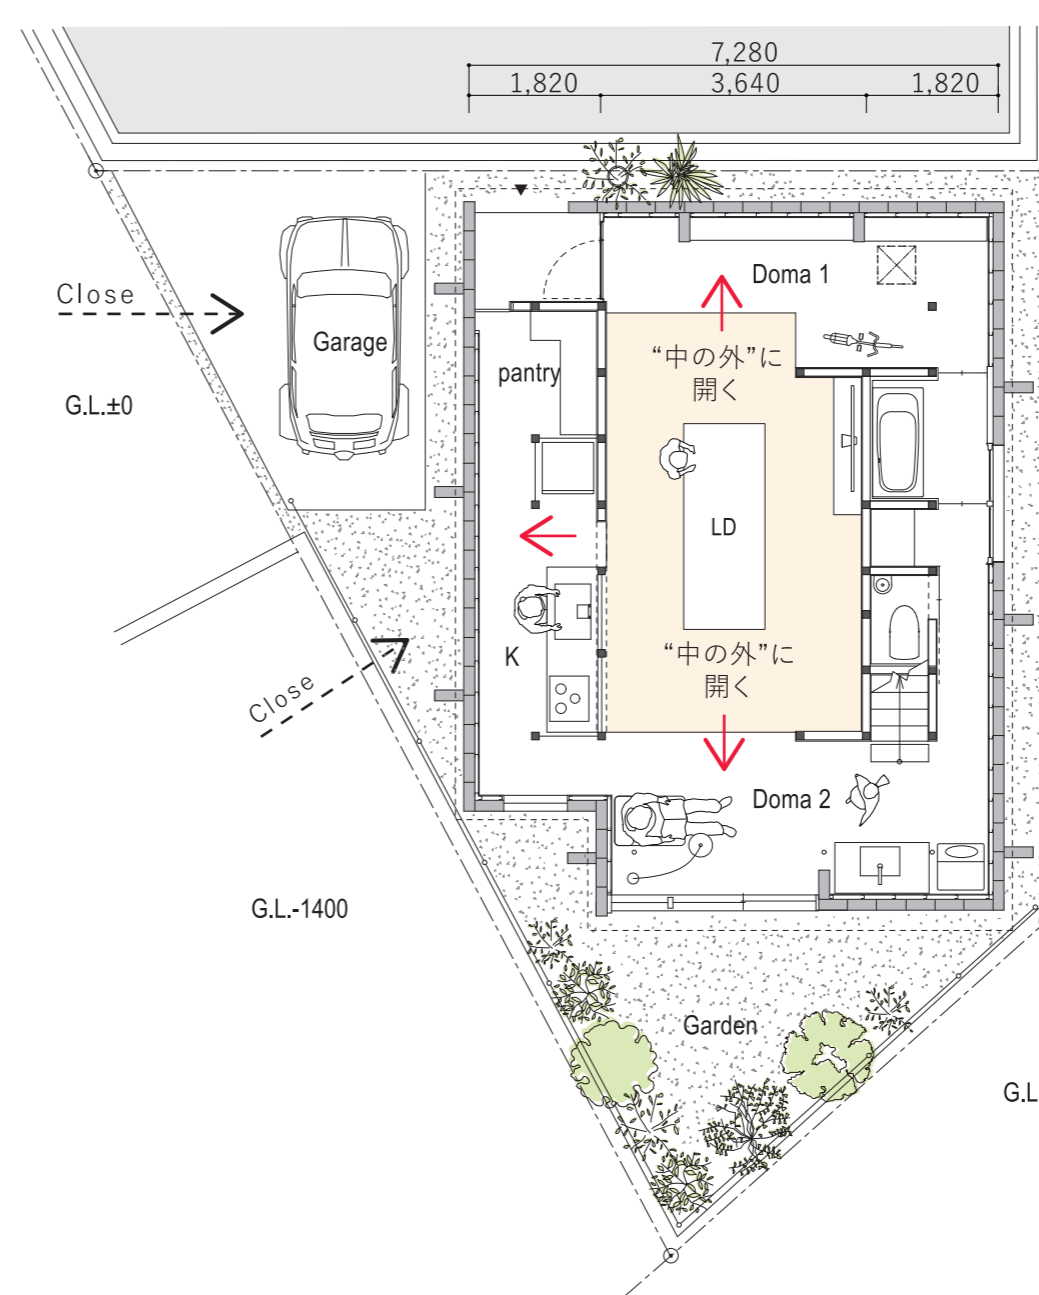 7,280
1,820
3,640
1,820
Doma 1
Close
Garage
“中の外”に
開く
pantry
G.L.±0
LD
K
“中の外”に
開く
Close
Doma 2
G.L.-1400
Garden
G.L